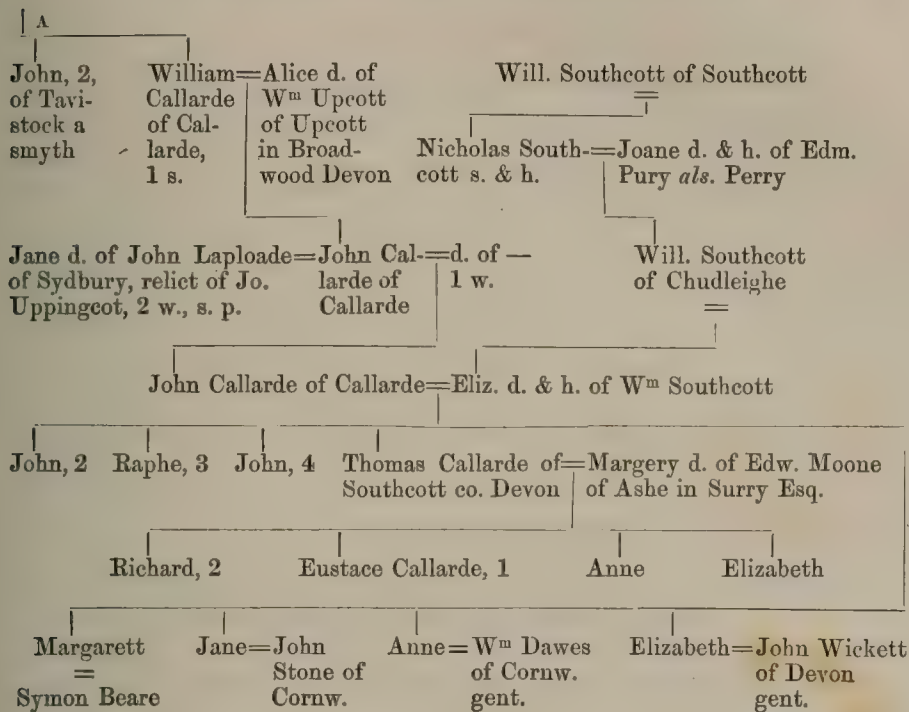 A
John, 2,
of Tavi-
stock a
smyth
William=Alice d. of
Callarde Wᵐ Upcott
of Cal- of Upcott
larde, in Broad-
1 s. wood Devon
Will. Southcott of Southcott
=
Nicholas South-=Joane d. & h. of Edm.
cott s. & h. Pury als. Perry
Jane d. of John Laploade=John Cal-=d. of —
of Sydbury, relict of Jo. larde of 1 w.
Uppingcot, 2 w., s. p. Callarde
Will. Southcott
of Chudleighe
=
John Callarde of Callarde=Eliz. d. & h. of Wᵐ Southcott
John, 2 Raphe, 3 John, 4 Thomas Callarde of=Margery d. of Edw. Moone
Southcott co. Devon of Ashe in Surry Esq.
Richard, 2 Eustace Callarde, 1 Anne Elizabeth
Margarett
=
Symon Beare
Jane=John
Stone of
Cornw.
Anne=Wᵐ Dawes
of Cornw.
gent.
Elizabeth=John Wickett
of Devon
gent.